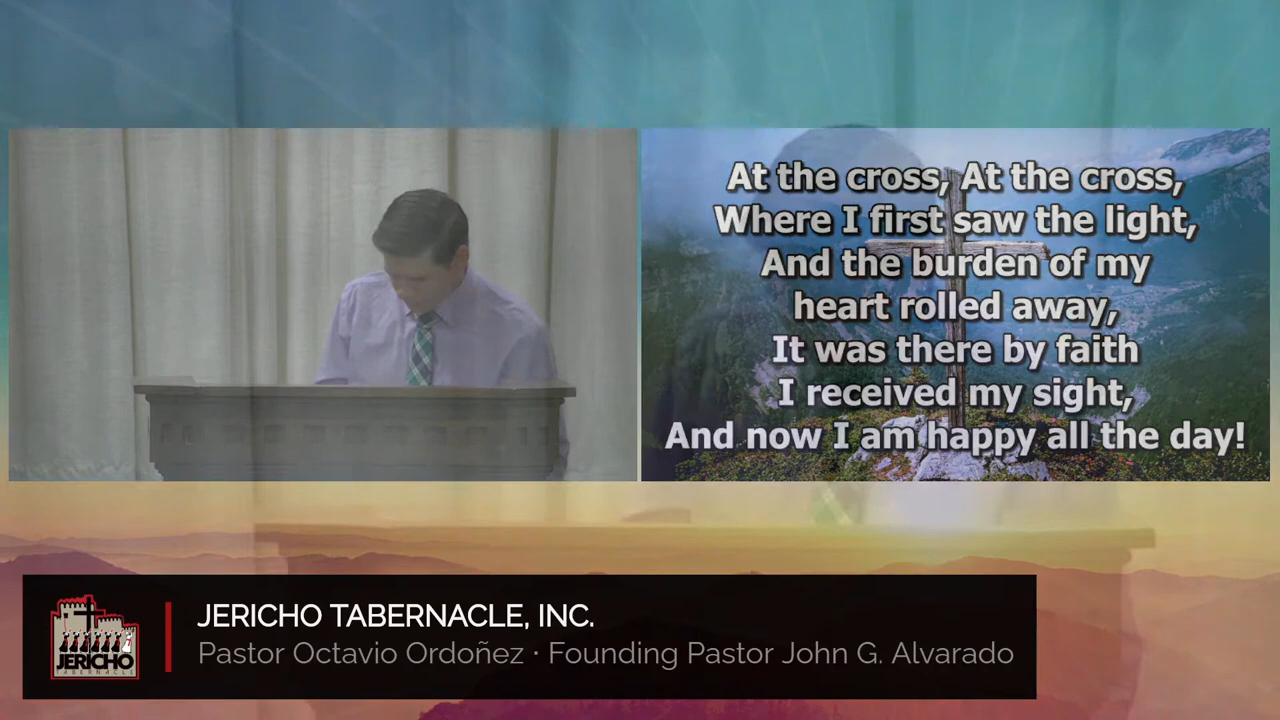 At the cross, At the cross,
Where I first saw the light,
And the burden of my
heart rolled away,
It was there by faith
I received my sight,
And now I am happy all the day!
JERICHO TABERNACLE, INC.
Pastor Octavio Ordoñez · Founding Pastor John G. Alvarado
JERICHO
TABERNACLE